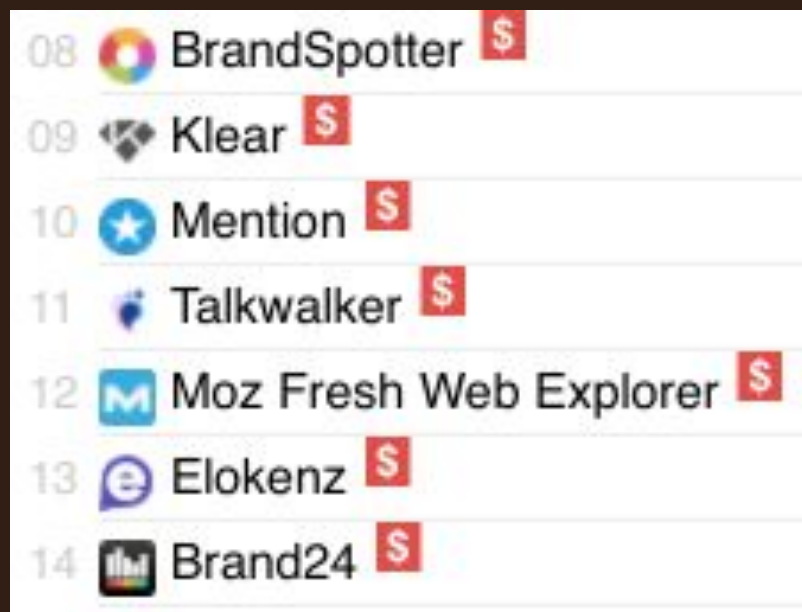 08 BrandSpotter $
09 Klear $
10 Mention $
11 Talkwalker $
12 M Moz Fresh Web Explorer $
13 e Elokenz $
14 Brand24 $